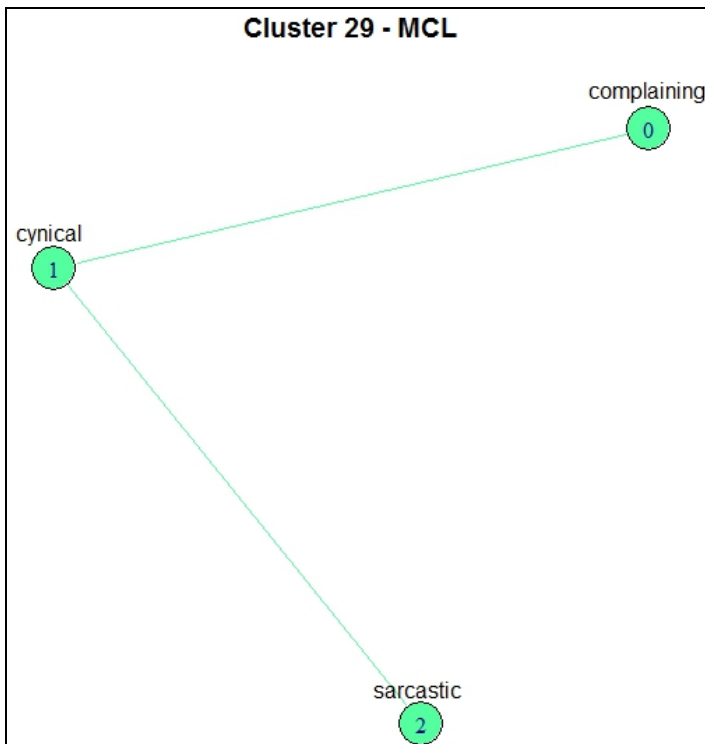 Cluster 29 - MCL
complaining
0
cynical
1
sarcastic
2